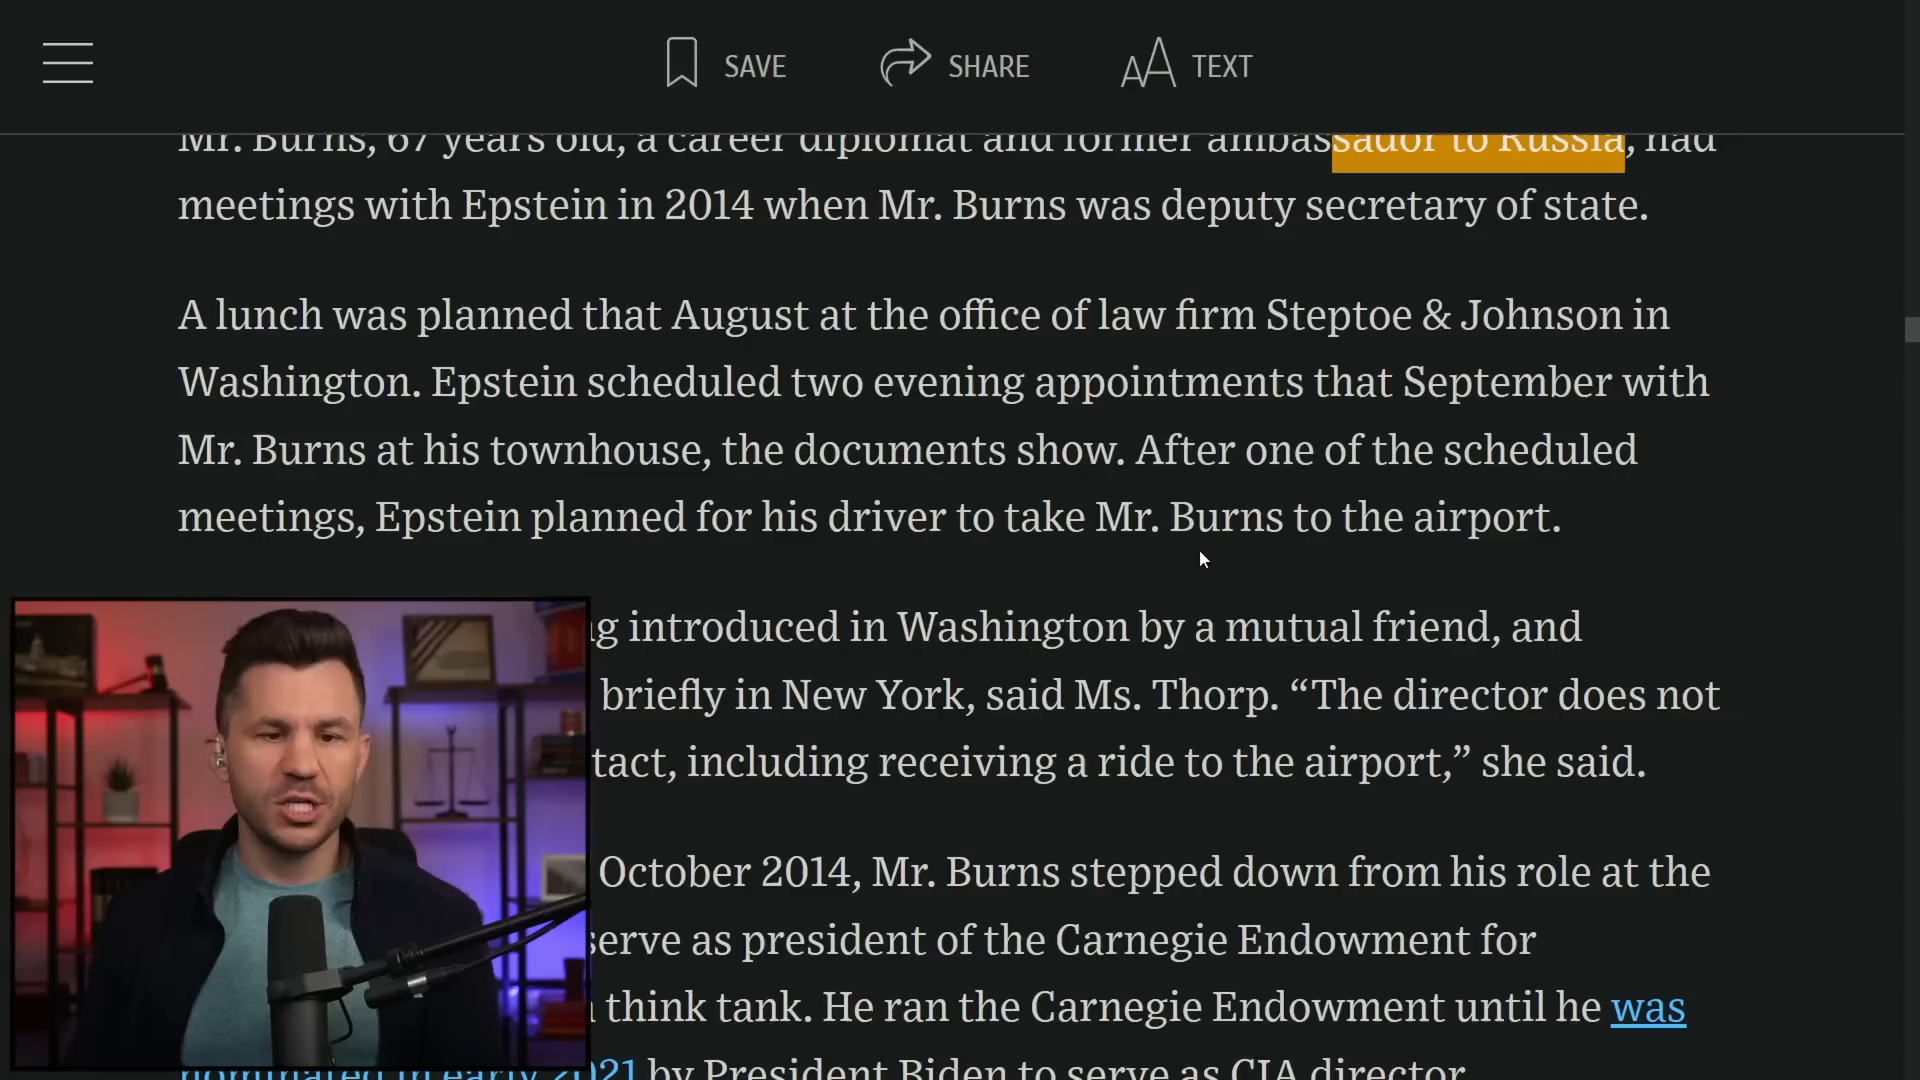 SAVE SHARE TEXT
Mr. Burns, 67 years old, a career diplomat and former ambassador to Russia, had
meetings with Epstein in 2014 when Mr. Burns was deputy secretary of state.
A lunch was planned that August at the office of law firm Steptoe & Johnson in
Washington. Epstein scheduled two evening appointments that September with
Mr. Burns at his townhouse, the documents show. After one of the scheduled
meetings, Epstein planned for his driver to take Mr. Burns to the airport.
introduced in Washington by a mutual friend, and
briefly in New York, said Ms. Thorp. “The director does not
tact, including receiving a ride to the airport,” she said.
October 2014, Mr. Burns stepped down from his role at the
serve as president of the Carnegie Endowment for
think tank. He ran the Carnegie Endowment until he was
nominated in early 2021 by President Biden to serve as CIA director.